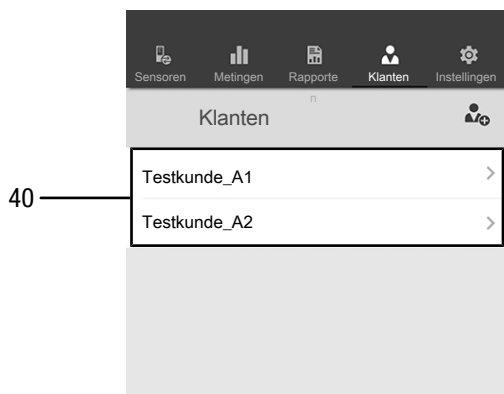 Sensoren Metingen Rapporte Klanten Instellingen
n
Klanten
Testkunde_A1
40
Testkunde_A2